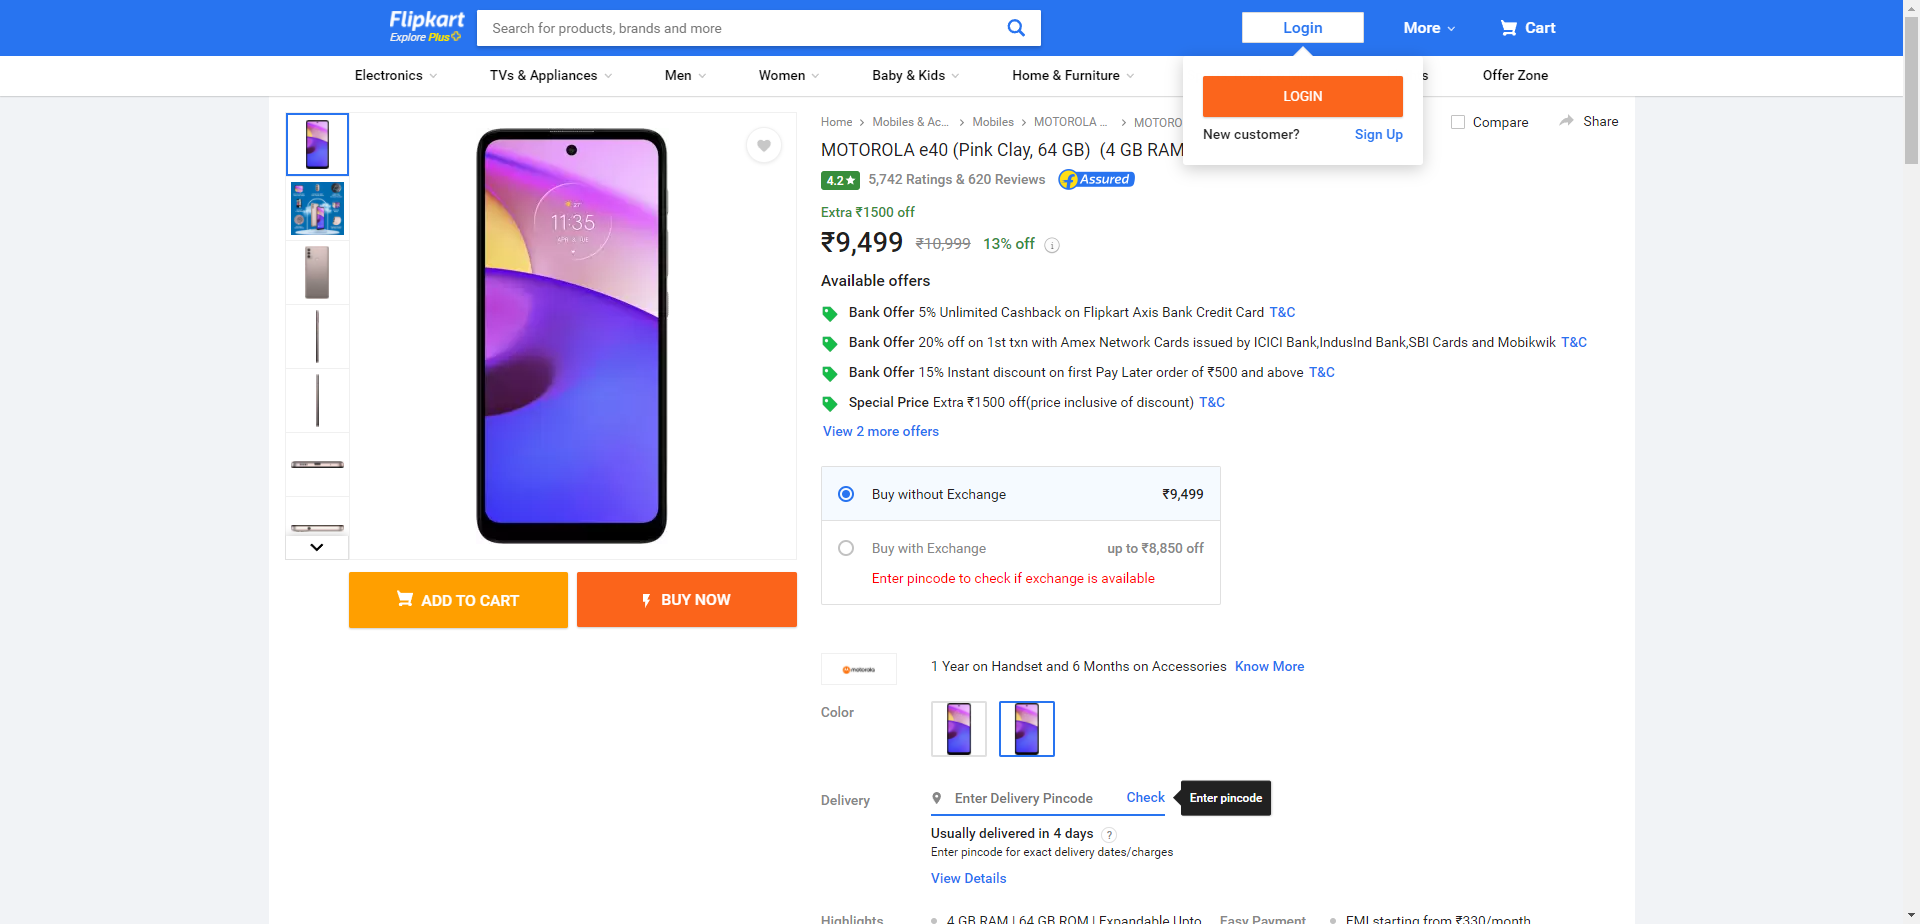 Flipkart
Explore Plus
Search for products, brands and more
Login
More
Cart
Electronics
TVs & Appliances
Men
Women
Baby & Kids
Home & Furniture
Offer Zone
LOGIN
New customer?
Sign Up
Home
Mobiles & Ac...
Mobiles
MOTOROLA ...
MOTORO
Compare
Share
MOTOROLA e40 (Pink Clay, 64 GB) (4 GB RAM
4.2★
5,742 Ratings & 620 Reviews
Assured
Extra ₹1500 off
₹9,499
₹10,999
13% off
Available offers
Bank Offer 5% Unlimited Cashback on Flipkart Axis Bank Credit Card T&C
Bank Offer 20% off on 1st txn with Amex Network Cards issued by ICICI Bank,IndusInd Bank,SBI Cards and Mobikwik T&C
Bank Offer 15% Instant discount on first Pay Later order of ₹500 and above T&C
Special Price Extra ₹1500 off(price inclusive of discount) T&C
View 2 more offers
Buy without Exchange
₹9,499
Buy with Exchange
up to ₹8,850 off
Enter pincode to check if exchange is available
11:35
ADD TO CART
BUY NOW
motorola
1 Year on Handset and 6 Months on Accessories Know More
Color
Delivery
Enter Delivery Pincode
Check
Enter pincode
Usually delivered in 4 days ?
Enter pincode for exact delivery dates/charges
View Details
Highlights
4 GB RAM | 64 GB ROM | Expandable Upto
Easy Payment
EMI starting from ₹330/month